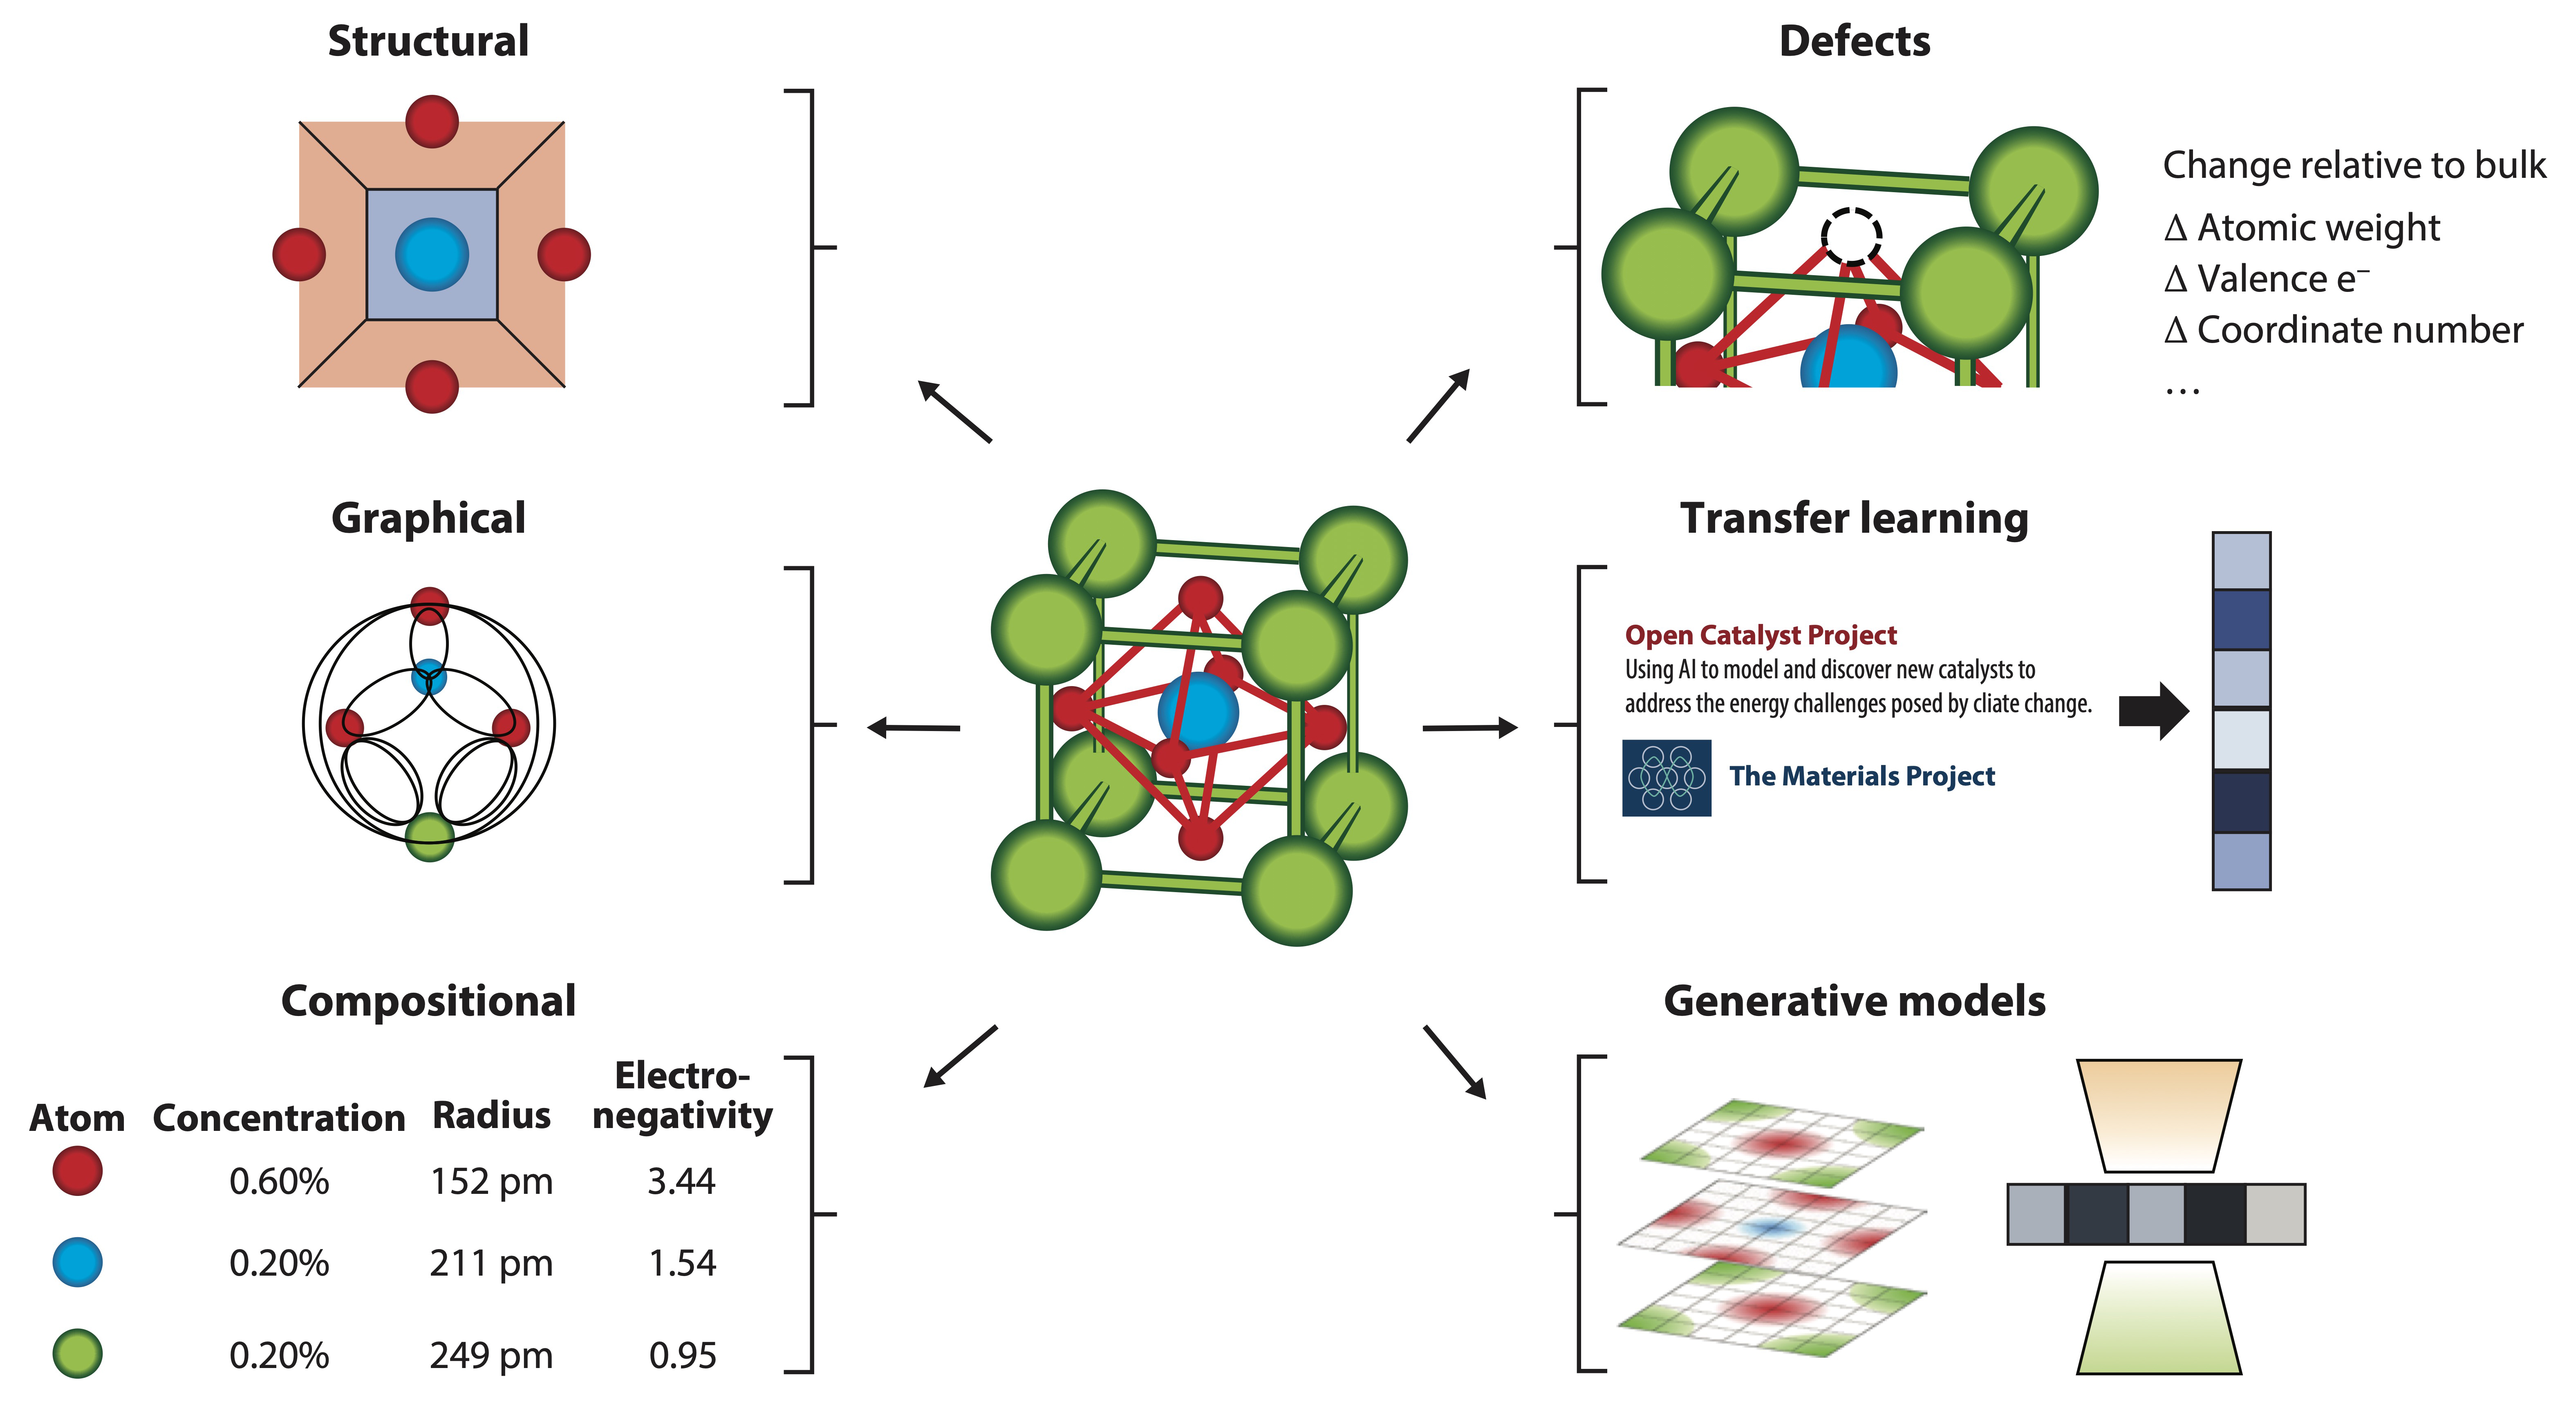 Structural
Defects
Change relative to bulk
Δ Atomic weight
Δ Valence e⁻
Δ Coordinate number
…
Graphical
Transfer learning
Open Catalyst Project
Using AI to model and discover new catalysts to
address the energy challenges posed by cliate change.
The Materials Project
Compositional
Atom Concentration Radius Electro-
negativity
0.60% 152 pm 3.44
0.20% 211 pm 1.54
0.20% 249 pm 0.95
Generative models